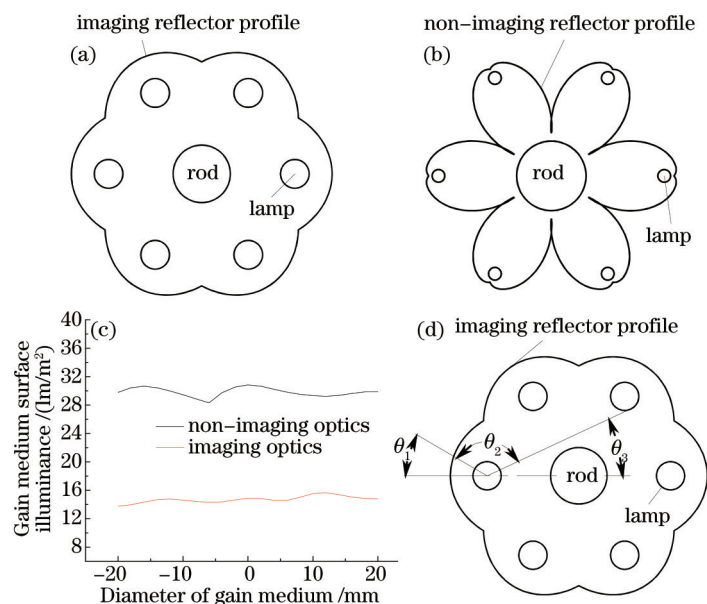 imaging reflector profile
(a)
rod
lamp
non-imaging reflector profile
(b)
rod
lamp
(c)
Gain medium surface
illuminance /(lm/m²)
40
36
32
28
24
20
16
12
8
non-imaging optics
imaging optics
-20
-10
0
10
20
Diameter of gain medium /mm
imaging reflector profile
(d)
θ1
θ2
θ3
rod
lamp